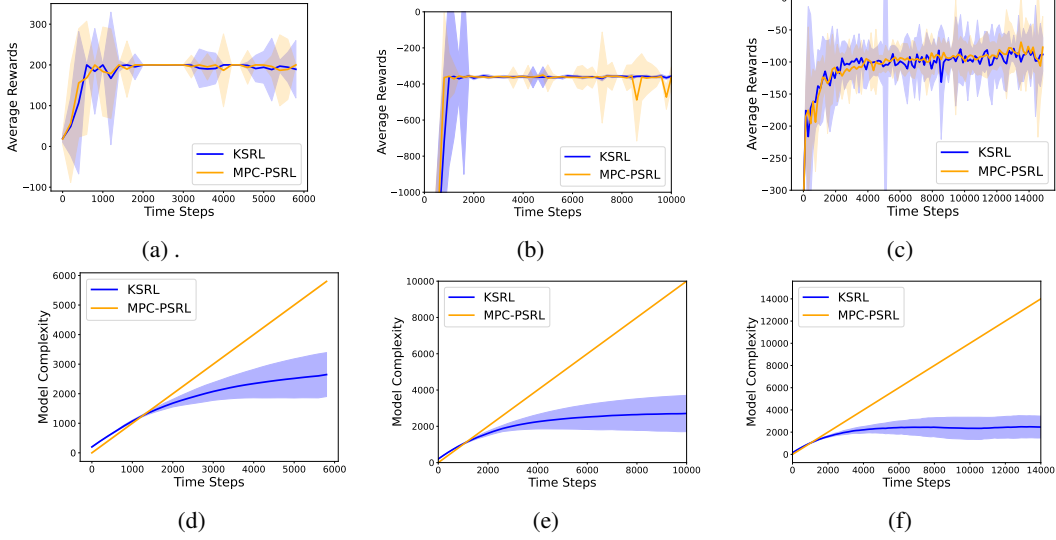 300
200
100
0
−100
Average Rewards
0 1000 2000 3000 4000 5000 6000
Time Steps
KSRL
MPC-PSRL
(a) .
0
−200
−400
−600
−800
−1000
Average Rewards
2000 4000 6000 8000 10000
Time Steps
KSRL
MPC-PSRL
(b)
0
−50
−100
−150
−200
−250
−300
Average Rewards
0 2000 4000 6000 8000 10000 12000 14000
Time Steps
KSRL
MPC-PSRL
(c)
6000
5000
4000
3000
2000
1000
0
Model Complexity
0 1000 2000 3000 4000 5000 6000
Time Steps
KSRL
MPC-PSRL
(d)
10000
8000
6000
4000
2000
0
Model Complexity
0 2000 4000 6000 8000 10000
Time Steps
KSRL
MPC-PSRL
(e)
14000
12000
10000
8000
6000
4000
2000
0
Model Complexity
0 2000 4000 6000 8000 10000 12000 14000
Time Steps
KSRL
MPC-PSRL
(f)